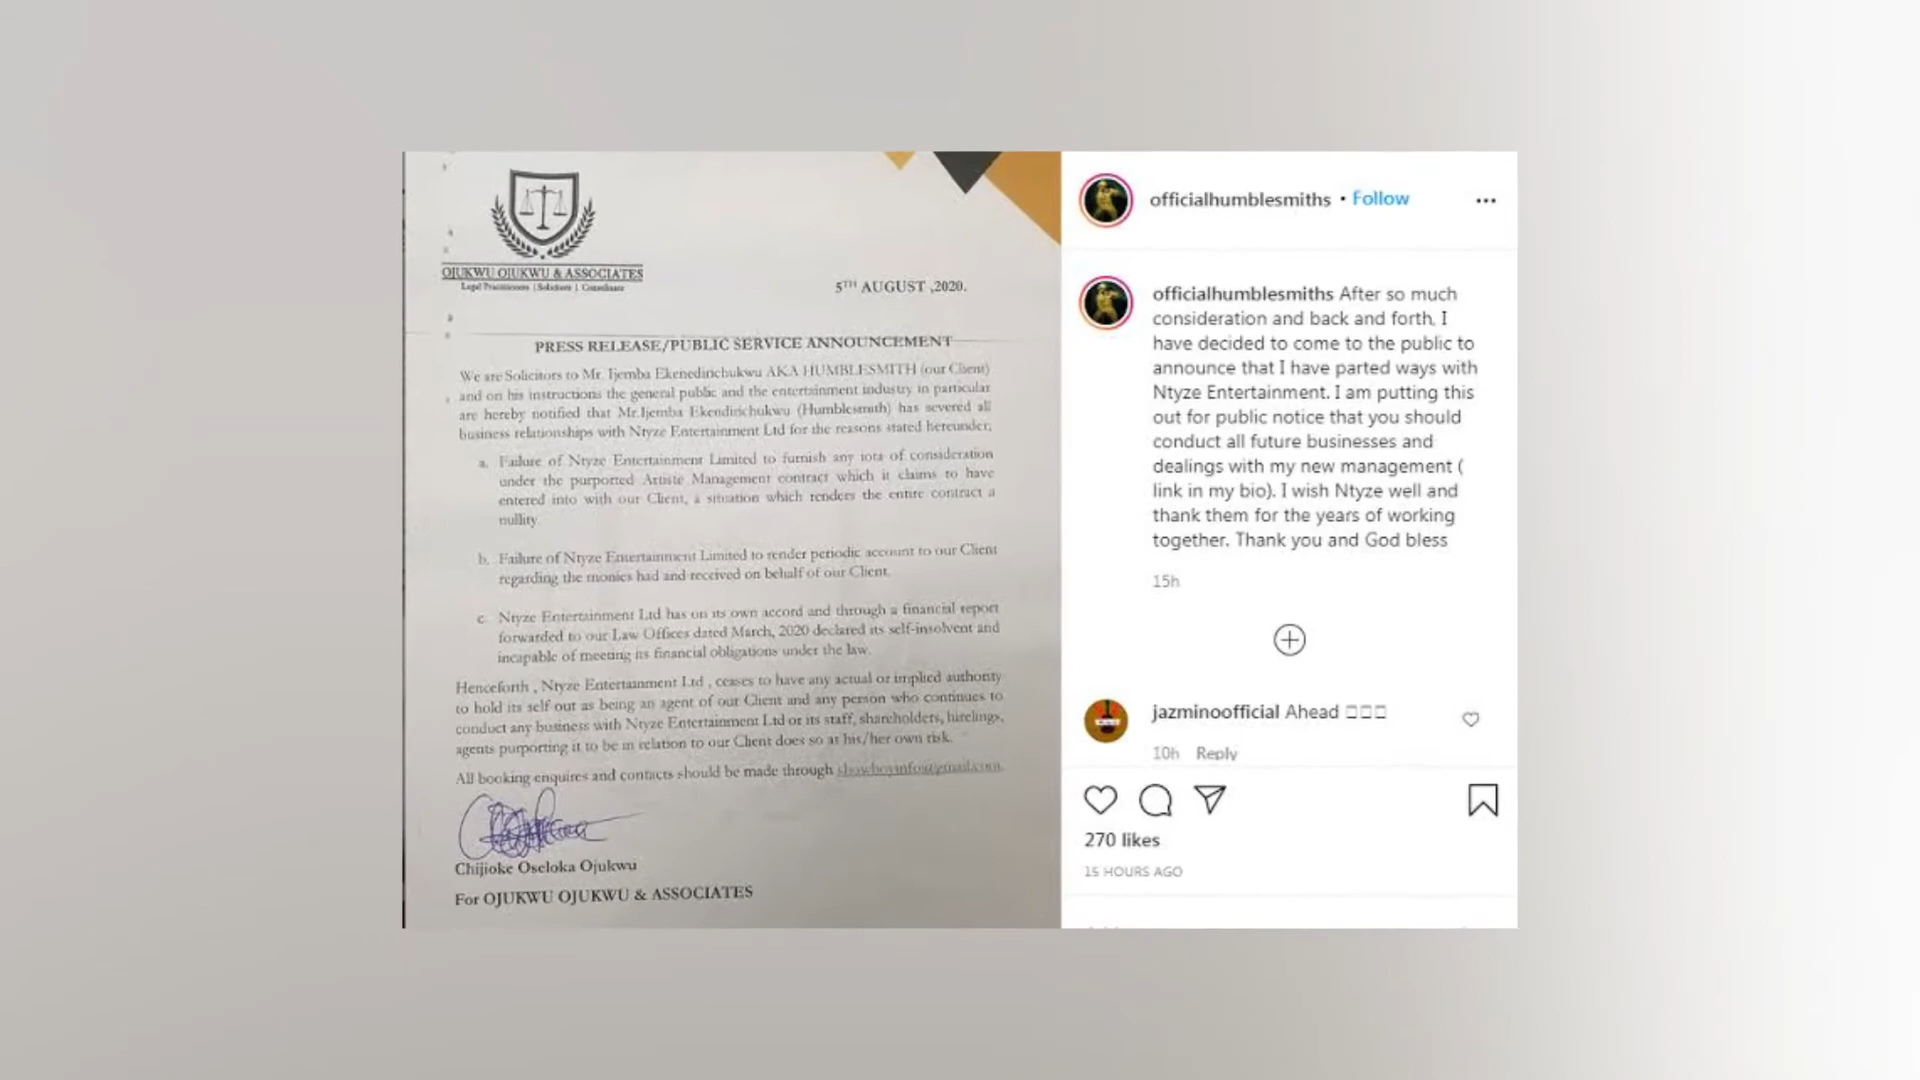 OJUKWU OJUKWU & ASSOCIATES
Legal Practitioners | Solicitors | Consultants
5TH AUGUST ,2020.
PRESS RELEASE/PUBLIC SERVICE ANNOUNCEMENT
We are Solicitors to Mr. Ijemba Ekenedirichukwu AKA HUMBLESMITH (our Client)
and on his instructions the general public and the entertainment industry in particular
are hereby notified that Mr.Ijemba Ekendirichukwu (Humblesmith) has severed all
business relationships with Ntyze Entertainment Ltd for the reasons stated hereunder;
a. Failure of Ntyze Entertainment Limited to furnish any iota of consideration
under the purported Artiste Management contract which it claims to have
entered into with our Client, a situation which renders the entire contract a
nullity.
b. Failure of Ntyze Entertainment Limited to render periodic account to our Client
regarding the monies had and received on behalf of our Client.
c. Ntyze Entertainment Ltd has on its own accord and through a financial report
forwarded to our Law Offices dated March, 2020 declared its self-insolvent and
incapable of meeting its financial obligations under the law.
Henceforth , Ntyze Entertainment Ltd , ceases to have any actual or implied authority
to hold its self out as being an agent of our Client and any person who continues to
conduct any business with Ntyze Entertainment Ltd or its staff, shareholders, hirelings,
agents purporting it to be in relation to our Client does so at his/her own risk.
All booking enquires and contacts should be made through showboyinfo@gmail.com.
Chijioke Oseloka Ojukwu
For OJUKWU OJUKWU & ASSOCIATES
officialhumblesmiths • Follow
officialhumblesmiths After so much
consideration and back and forth, I
have decided to come to the public to
announce that I have parted ways with
Ntyze Entertainment. I am putting this
out for public notice that you should
conduct all future businesses and
dealings with my new management (
link in my bio). I wish Ntyze well and
thank them for the years of working
together. Thank you and God bless
15h
jazminoofficial Ahead □□□
10h Reply
270 likes
15 HOURS AGO